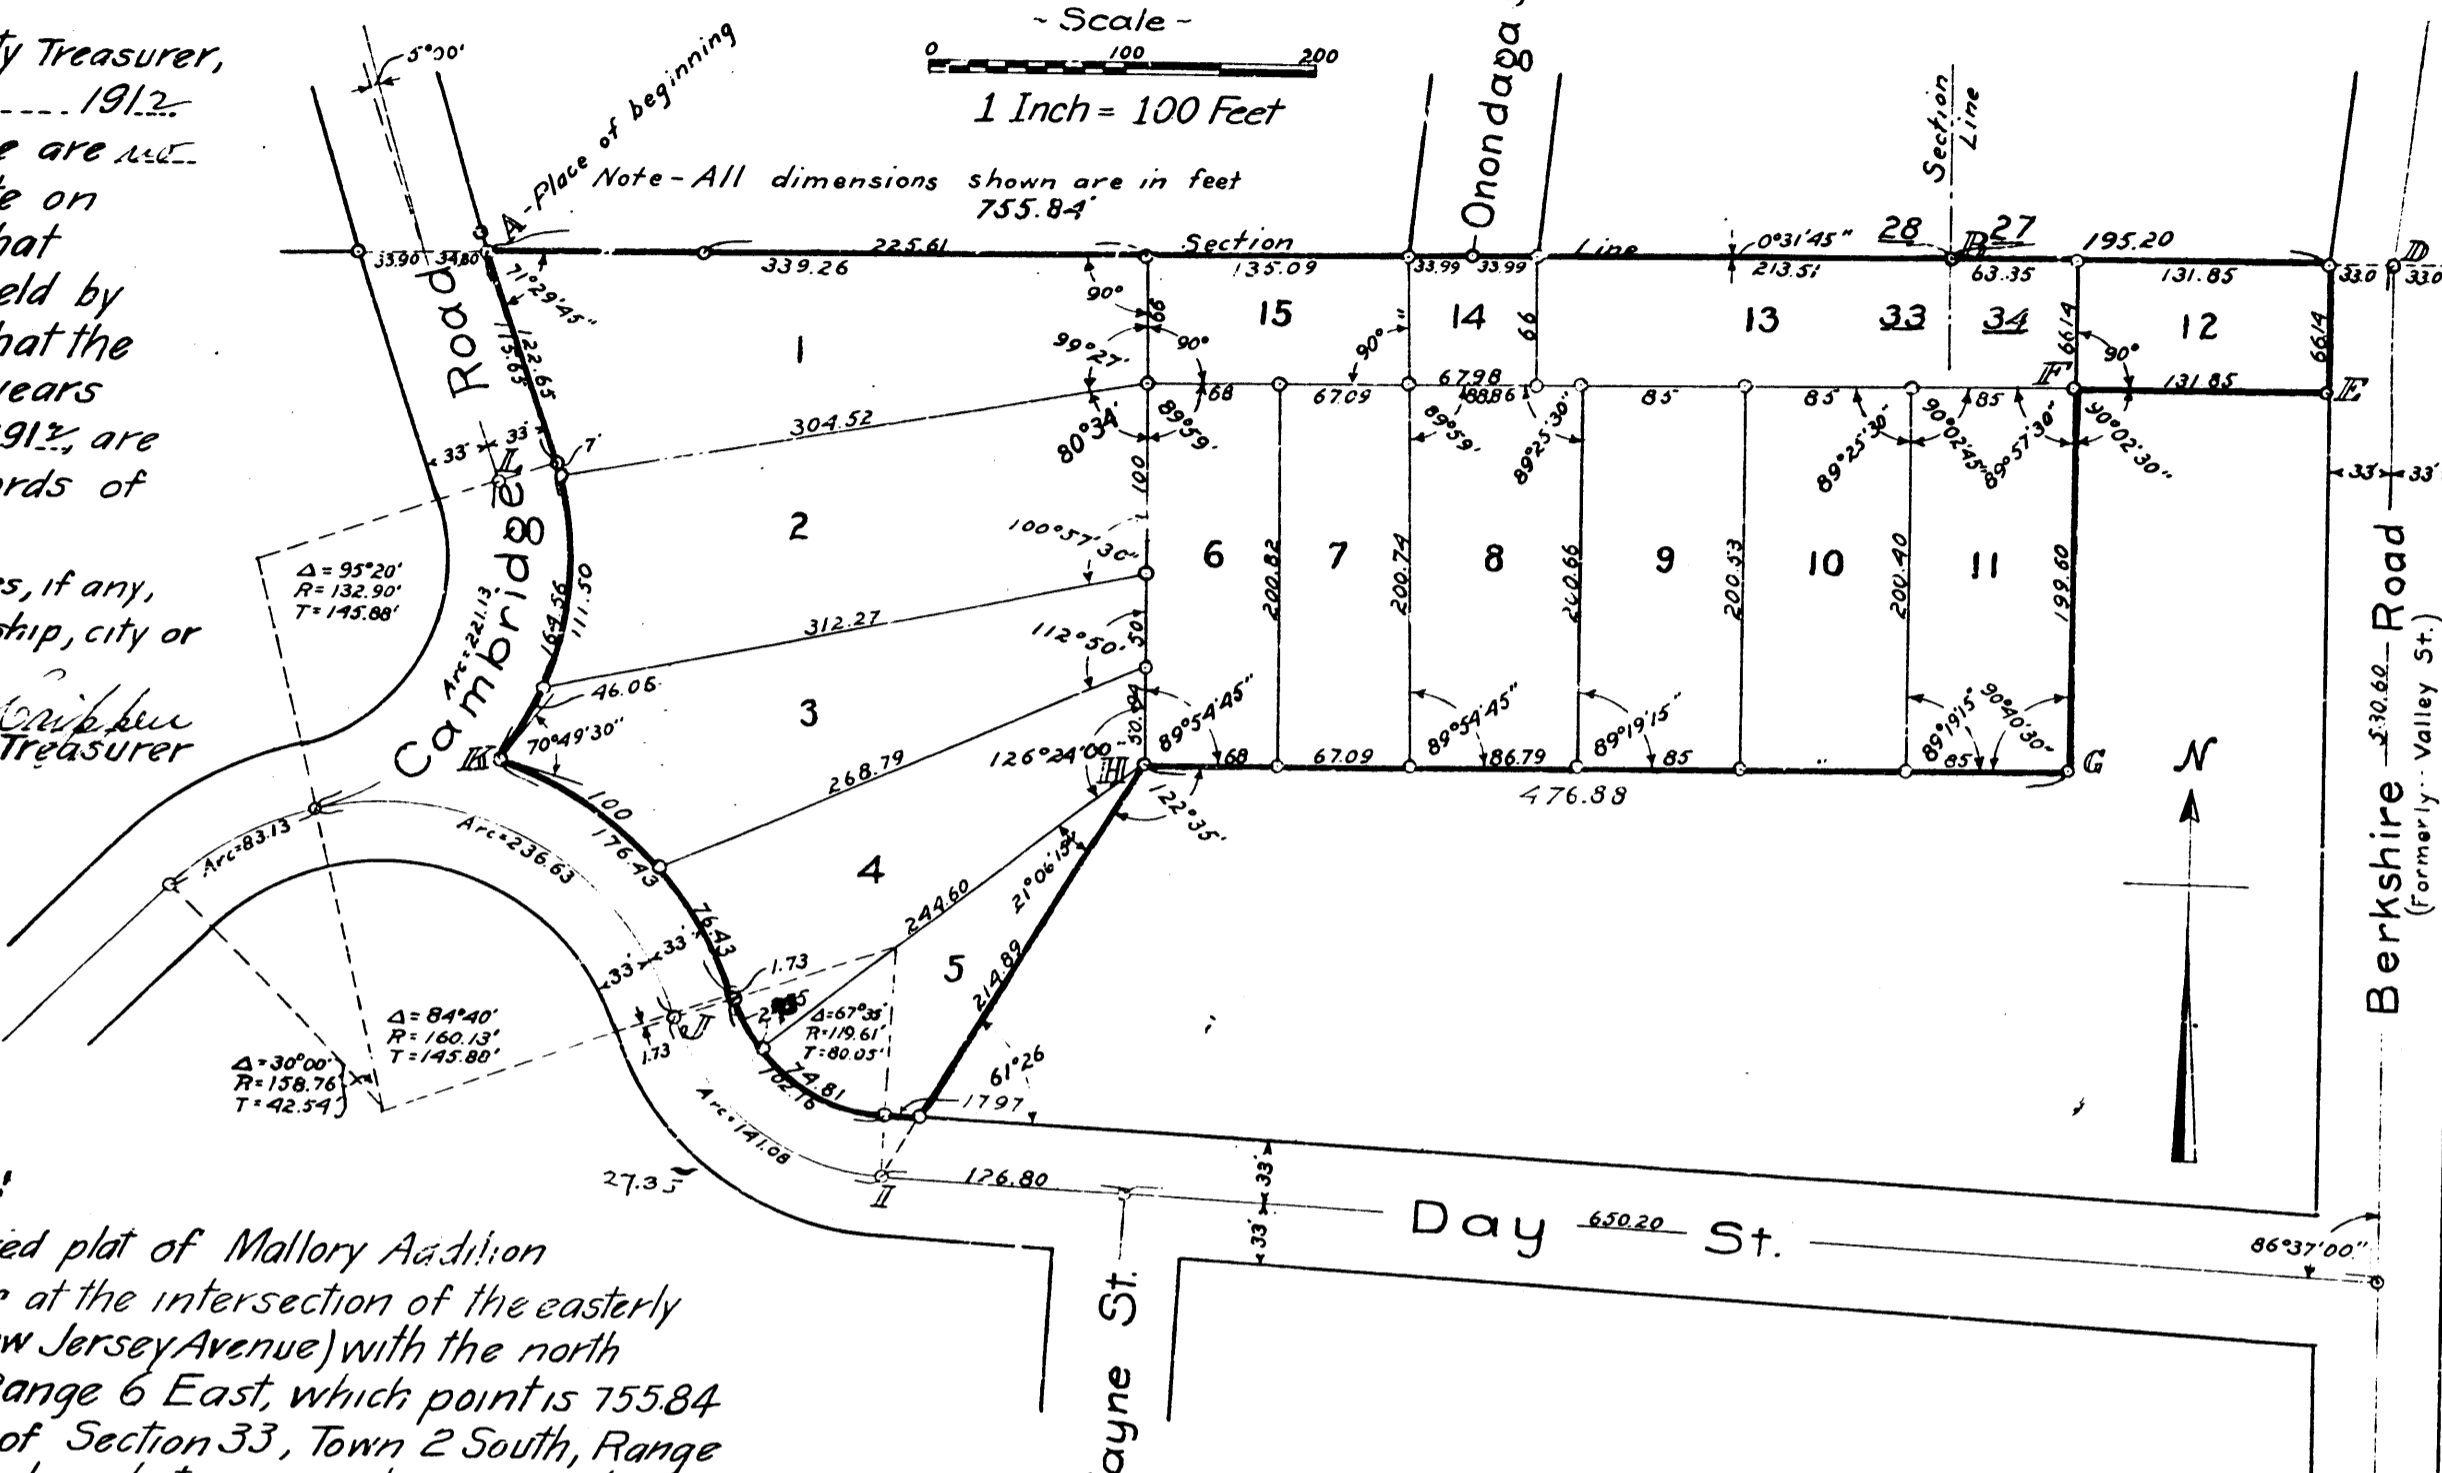 y Treasurer,
1912
e are no
te on
hat
eld by
hat the
years
912, are
ords of
s, if any,
ship, city or
Treasurer
~ Scale ~
0 100 200
1 Inch = 100 Feet
Note - All dimensions shown are in feet
755.84'
5°00'
A - Place of beginning
Onondaga
Section
Line
33.90 34.80
225.61
Section
Line
0°31'45"
28
B
27
195.20
D
339.26
135.09
33.99
33.99
213.51
63.35
131.85
33.0
33.0
71°29'45"
90°
66
15
14
66
13
33
34
66.14
12
66.14
1
99°27'
90°
90°
"
90°
115.65
122.65
Road
67.98
F
131.85
E
68
67.09
88.86
85
85
85
304.52
80°34'
89°59'
89°59'
89°25'30"
89°25'30"
90°02'45"
89°57'30"
90°02'30"
33'
33'
7'
L
100
33'
33'
2
100°57'30"
6
7
8
9
10
11
200.82
200.74
200.66
200.53
200.40
199.60
Δ = 95°20'
R = 132.90'
T = 145.88'
Arc=221.13
Cambridge
164.56
111.50
312.27
112°50'
50
46.06
3
70°49'30"
K
268.79
126°24'00"
H
89°54'45"
89°54'45"
89°19'15"
89°19'15"
90°40'30"
68
67.09
86.79
85
"
85
G
476.88
122°35'
N
Berkshire 530.60 Road
(Formerly Valley St.)
100
176.43
Arc=83.13
Arc=236.63
4
76.43
244.60
21°06'15"
33'
33'
1.73
5
214.89
J
1.73
Δ = 84°40'
R = 160.13'
T = 145.80'
Δ = 30°00'
R = 158.76
T = 42.54'
Δ = 67°35'
R = 119.61'
T = 80.05'
74.81
102.16
61°26
17.97
Arc=141.08
27.35
I
126.80
33'
33'
Day 650.20 St.
86°37'00"
ayne St.
ed plat of Mallory Addition
at the intersection of the easterly
w Jersey Avenue) with the north
Range 6 East, which point is 755.84
of Section 33, Town 2 South, Range